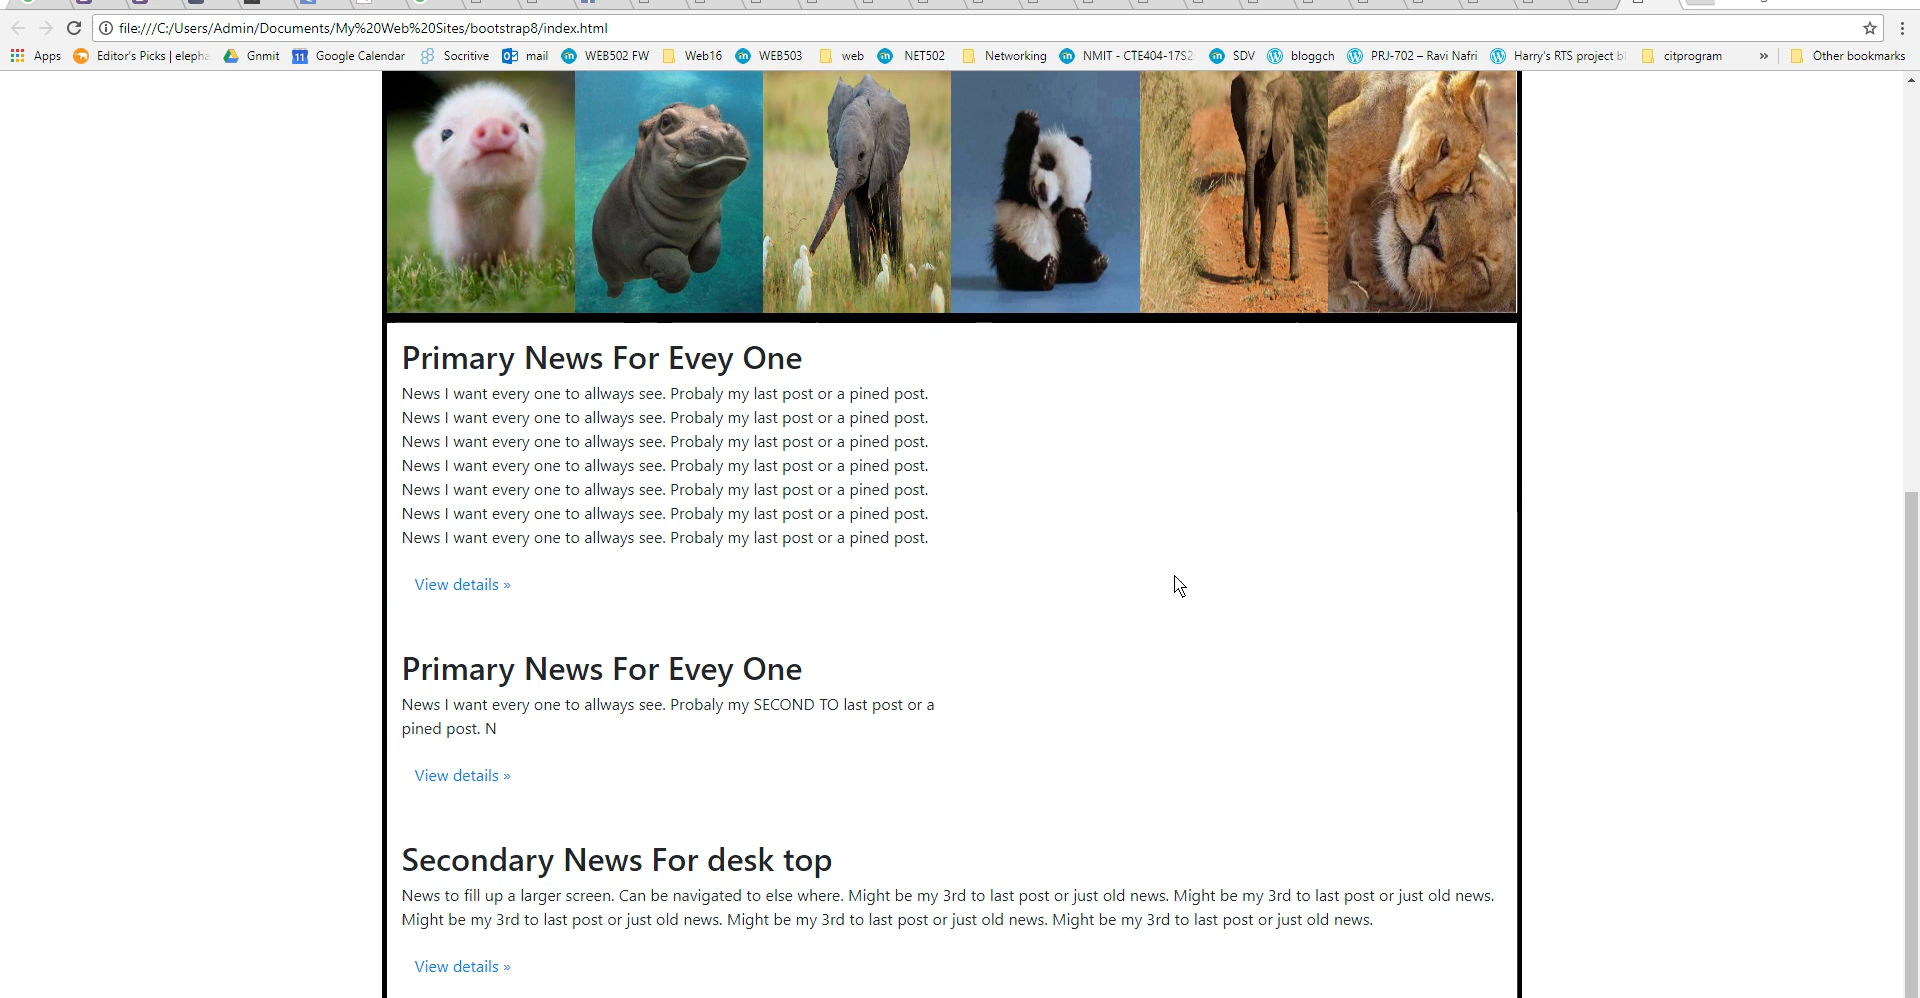 file:///C:/Users/Admin/Documents/My%20Web%20Sites/bootstrap8/index.html
Apps Editor's Picks | elepha Gnmit 11 Google Calendar Socritive mail WEB502 FW Web16 WEB503 web NET502 Networking NMIT - CTE404-17S2 SDV bloggch PRJ-702 – Ravi Nafri Harry's RTS project bl citprogram » Other bookmarks
Primary News For Evey One
News I want every one to allways see. Probaly my last post or a pined post.
News I want every one to allways see. Probaly my last post or a pined post.
News I want every one to allways see. Probaly my last post or a pined post.
News I want every one to allways see. Probaly my last post or a pined post.
News I want every one to allways see. Probaly my last post or a pined post.
News I want every one to allways see. Probaly my last post or a pined post.
News I want every one to allways see. Probaly my last post or a pined post.
View details »
Primary News For Evey One
News I want every one to allways see. Probaly my SECOND TO last post or a
pined post. N
View details »
Secondary News For desk top
News to fill up a larger screen. Can be navigated to else where. Might be my 3rd to last post or just old news. Might be my 3rd to last post or just old news.
Might be my 3rd to last post or just old news. Might be my 3rd to last post or just old news. Might be my 3rd to last post or just old news.
View details »